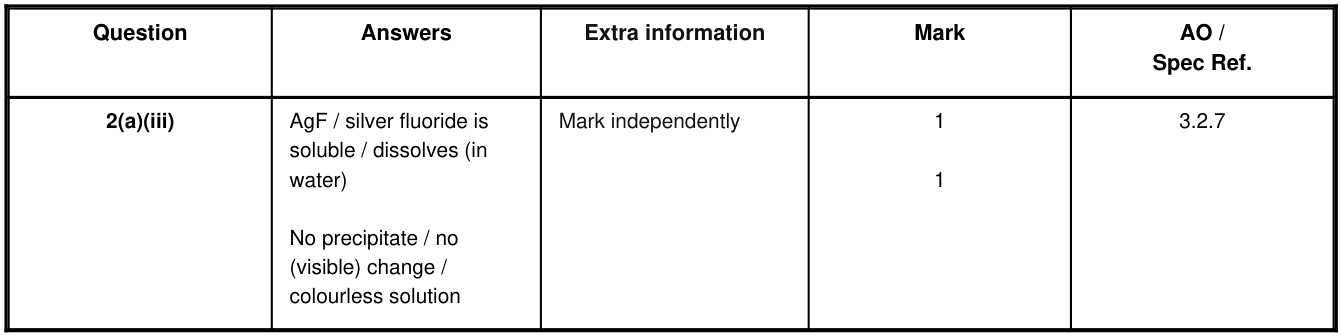 Question
Answers
Extra information
Mark
AO /
Spec Ref.
2(a)(iii)
AgF / silver fluoride is
soluble / dissolves (in
water)
No precipitate / no
(visible) change /
colourless solution
Mark independently
1
1
3.2.7